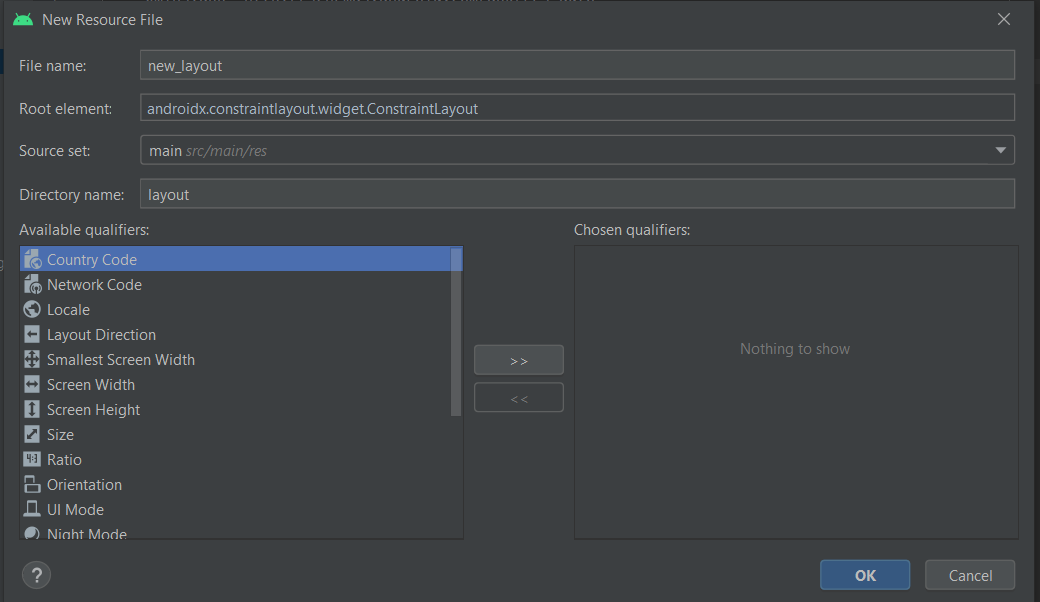 New Resource File
File name: new_layout
Root element: androidx.constraintlayout.widget.ConstraintLayout
Source set: main src/main/res
Directory name: layout
Available qualifiers:
Country Code
Network Code
Locale
Layout Direction
Smallest Screen Width
Screen Width
Screen Height
Size
4:3 Ratio
Orientation
UI Mode
Night Mode
>>
<<
Chosen qualifiers:
Nothing to show
?
OK
Cancel